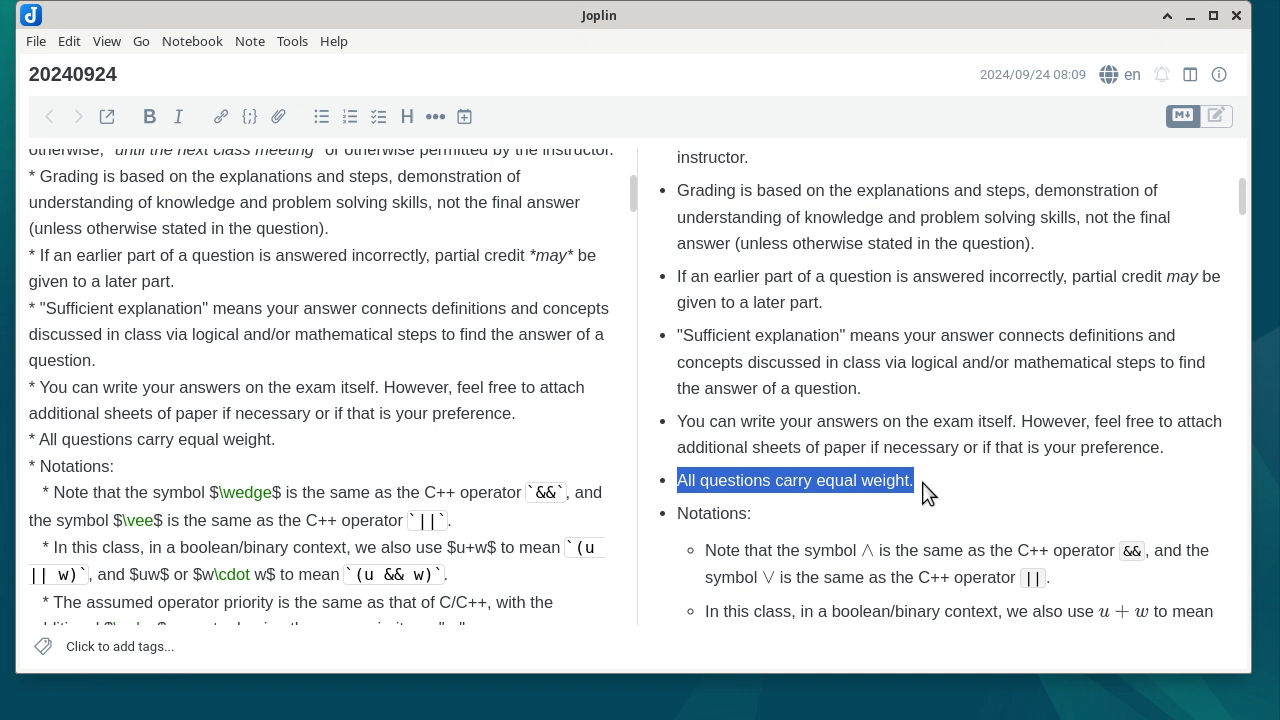 Joplin
File Edit View Go Notebook Note Tools Help
20240924
2024/09/24 08:09 en
otherwise, "until the next class meeting" or otherwise permitted by the instructor.
* Grading is based on the explanations and steps, demonstration of
understanding of knowledge and problem solving skills, not the final answer
(unless otherwise stated in the question).
* If an earlier part of a question is answered incorrectly, partial credit *may* be
given to a later part.
* "Sufficient explanation" means your answer connects definitions and concepts
discussed in class via logical and/or mathematical steps to find the answer of a
question.
* You can write your answers on the exam itself. However, feel free to attach
additional sheets of paper if necessary or if that is your preference.
* All questions carry equal weight.
* Notations:
* Note that the symbol $\wedge$ is the same as the C++ operator `&&`, and
the symbol $\vee$ is the same as the C++ operator `||`.
* In this class, in a boolean/binary context, we also use $u+w$ to mean `(u
|| w)`, and $uw$ or $w\cdot w$ to mean `(u && w)`.
* The assumed operator priority is the same as that of C/C++, with the
instructor.
• Grading is based on the explanations and steps, demonstration of
understanding of knowledge and problem solving skills, not the final
answer (unless otherwise stated in the question).
• If an earlier part of a question is answered incorrectly, partial credit may be
given to a later part.
• "Sufficient explanation" means your answer connects definitions and
concepts discussed in class via logical and/or mathematical steps to find
the answer of a question.
• You can write your answers on the exam itself. However, feel free to attach
additional sheets of paper if necessary or if that is your preference.
• All questions carry equal weight.
• Notations:
◦ Note that the symbol ∧ is the same as the C++ operator &&, and the
symbol ∨ is the same as the C++ operator ||.
◦ In this class, in a boolean/binary context, we also use u + w to mean
Click to add tags...